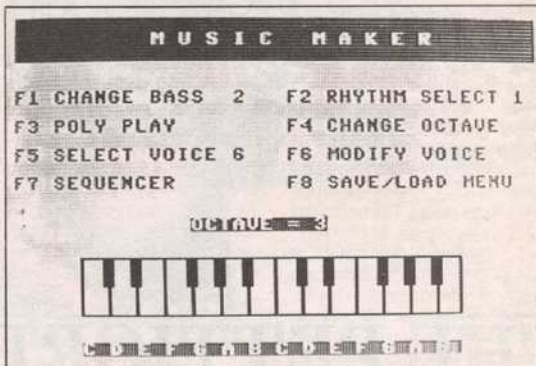 MUSIC MAKER
F1 CHANGE BASS 2 F2 RHYTHM SELECT 1
F3 POLY PLAY F4 CHANGE OCTAVE
F5 SELECT VOICE 6 F6 MODIFY VOICE
F7 SEQUENCER F8 SAVE/LOAD MENU
OCTAVE = 3
C D E F G A B C D E F G A B